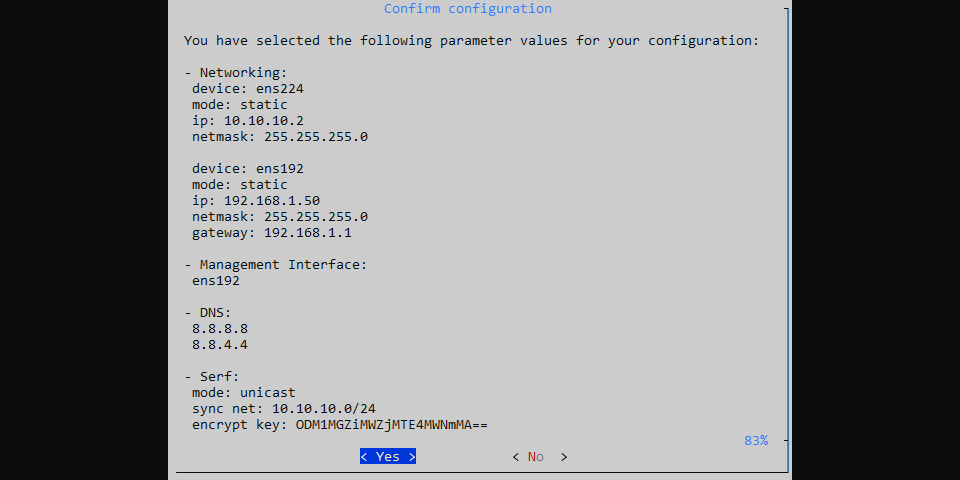 Confirm configuration
You have selected the following parameter values for your configuration:
- Networking:
device: ens224
mode: static
ip: 10.10.10.2
netmask: 255.255.255.0
device: ens192
mode: static
ip: 192.168.1.50
netmask: 255.255.255.0
gateway: 192.168.1.1
- Management Interface:
ens192
- DNS:
8.8.8.8
8.8.4.4
- Serf:
mode: unicast
sync net: 10.10.10.0/24
encrypt key: ODM1MGZiMWZjMTE4MWNmMA==
83%
< Yes > < No >